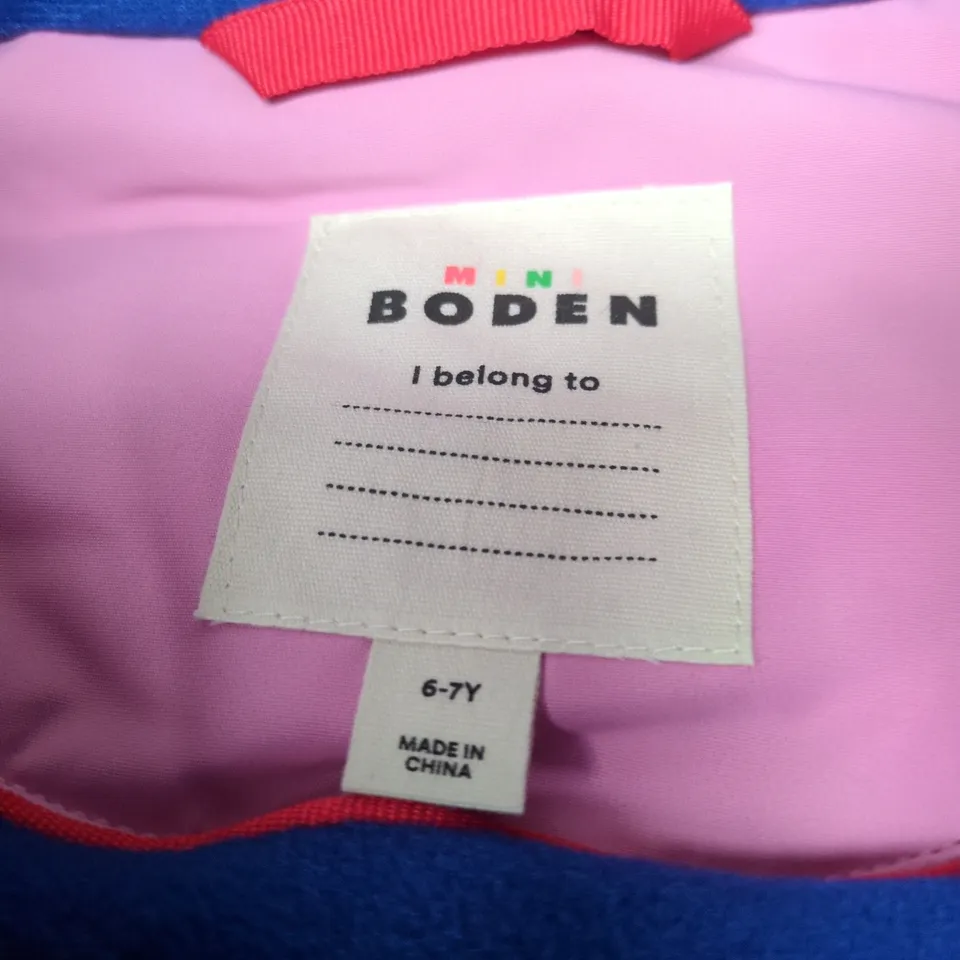 MINI
BODEN
I belong to
6-7Y
MADE IN
CHINA